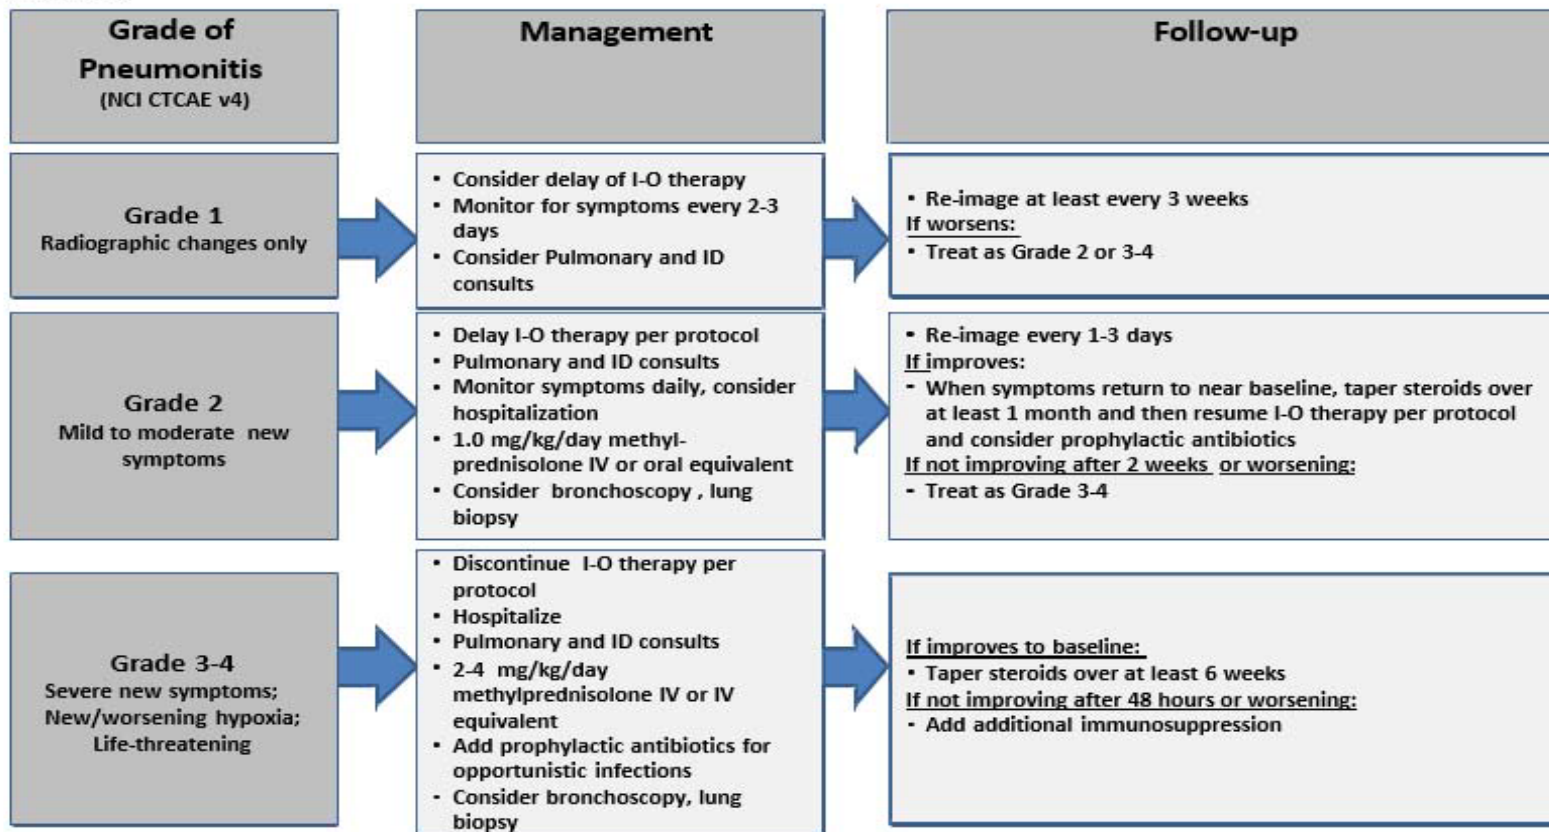 Grade of
Pneumonitis
(NCI CTCAE v4)
Management
Follow-up
Grade 1
Radiographic changes only
• Consider delay of I-O therapy
• Monitor for symptoms every 2-3
days
• Consider Pulmonary and ID
consults
• Re-image at least every 3 weeks
If worsens:
• Treat as Grade 2 or 3-4
Grade 2
Mild to moderate new
symptoms
• Delay I-O therapy per protocol
• Pulmonary and ID consults
• Monitor symptoms daily, consider
hospitalization
• 1.0 mg/kg/day methyl-
prednisolone IV or oral equivalent
• Consider bronchoscopy , lung
biopsy
• Re-image every 1-3 days
If improves:
- When symptoms return to near baseline, taper steroids over
at least 1 month and then resume I-O therapy per protocol
and consider prophylactic antibiotics
If not improving after 2 weeks or worsening:
- Treat as Grade 3-4
Grade 3-4
Severe new symptoms;
New/worsening hypoxia;
Life-threatening
• Discontinue I-O therapy per
protocol
• Hospitalize
• Pulmonary and ID consults
• 2-4 mg/kg/day
methylprednisolone IV or IV
equivalent
• Add prophylactic antibiotics for
opportunistic infections
- Consider bronchoscopy, lung
biopsy
If improves to baseline:
• Taper steroids over at least 6 weeks
If not improving after 48 hours or worsening:
- Add additional immunosuppression